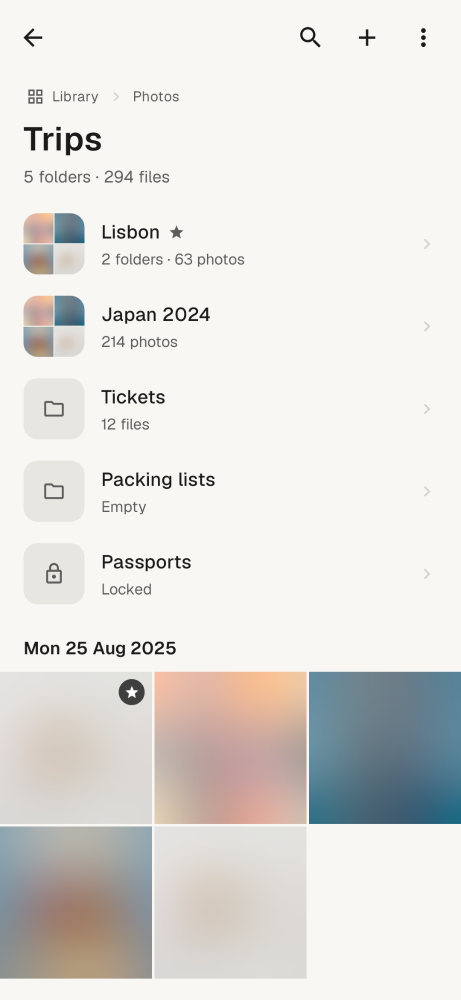 Library
Photos
Trips
5 folders · 294 files
Lisbon
2 folders · 63 photos
Japan 2024
214 photos
Tickets
12 files
Packing lists
Empty
Passports
Locked
Mon 25 Aug 2025